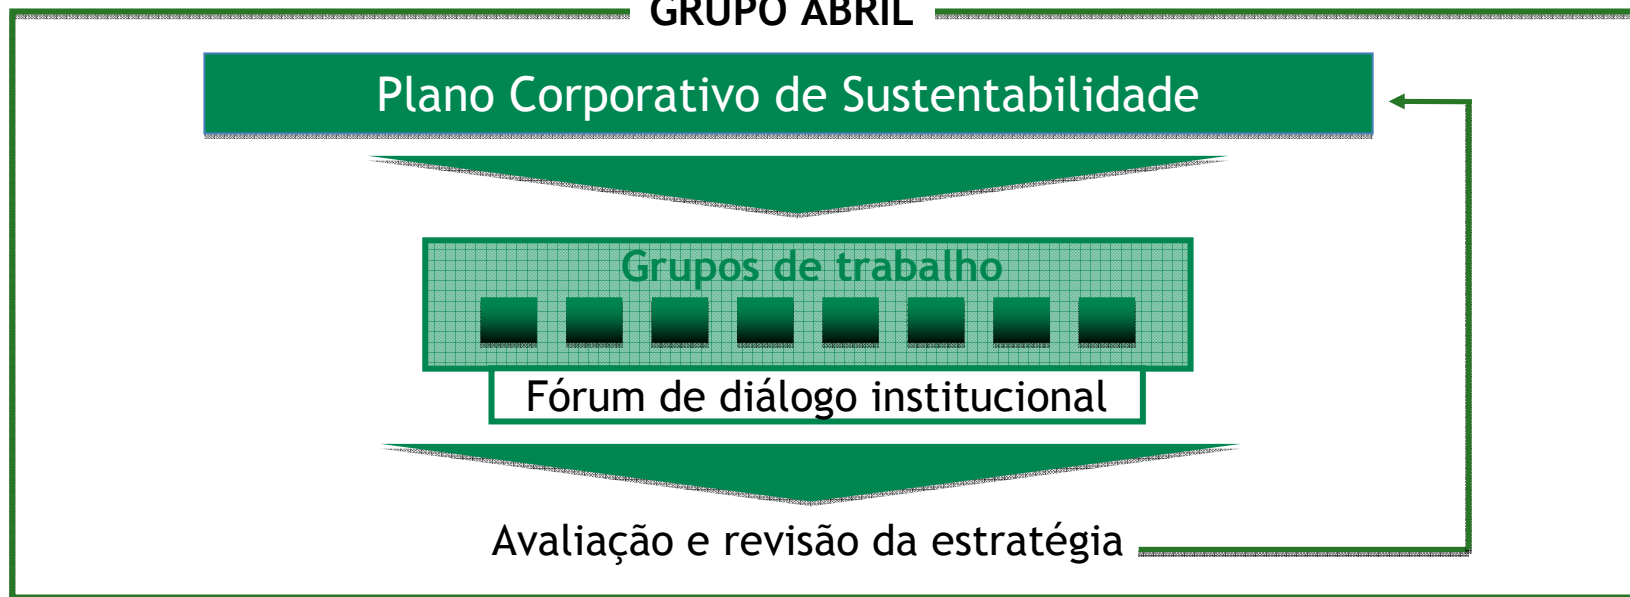 GRUPO ABRIL
Plano Corporativo de Sustentabilidade
Grupos de trabalho
Fórum de diálogo institucional
Avaliação e revisão da estratégia